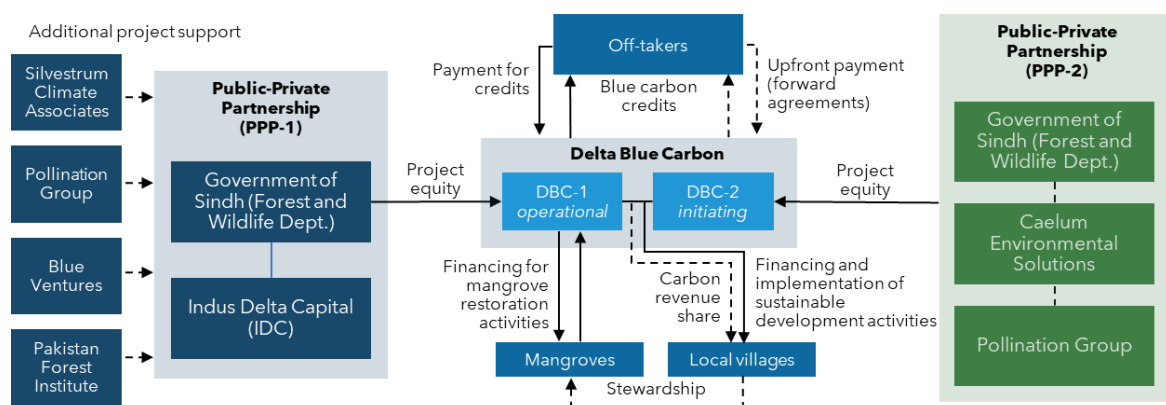 Additional project support
Silvestrum
Climate
Associates
Pollination
Group
Blue
Ventures
Pakistan
Forest
Institute
Public-Private
Partnership
(PPP-1)
Government of
Sindh (Forest and
Wildlife Dept.)
Indus Delta Capital
(IDC)
Project
equity
Off-takers
Payment for
credits
Blue carbon
credits
Upfront payment
(forward
agreements)
Delta Blue Carbon
DBC-1
operational
DBC-2
initiating
Financing for
mangrove
restoration
activities
Carbon
revenue
share
Financing and
implementation of
sustainable
development activities
Mangroves
Local villages
Stewardship
Project
equity
Public-Private
Partnership
(PPP-2)
Government of
Sindh (Forest and
Wildlife Dept.)
Caelum
Environmental
Solutions
Pollination Group